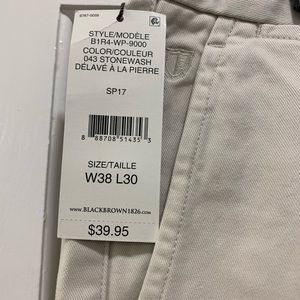 STYLE/MODÈLE
B1R4-WP-9000
COLOR/COULEUR
043 STONEWASH
DÉLAVÉ À LA PIERRE
SP17
8 88708 51435 3
SIZE/TAILLE
W38 L30
WWW.BLACKBROWN1826.COM
$39.95